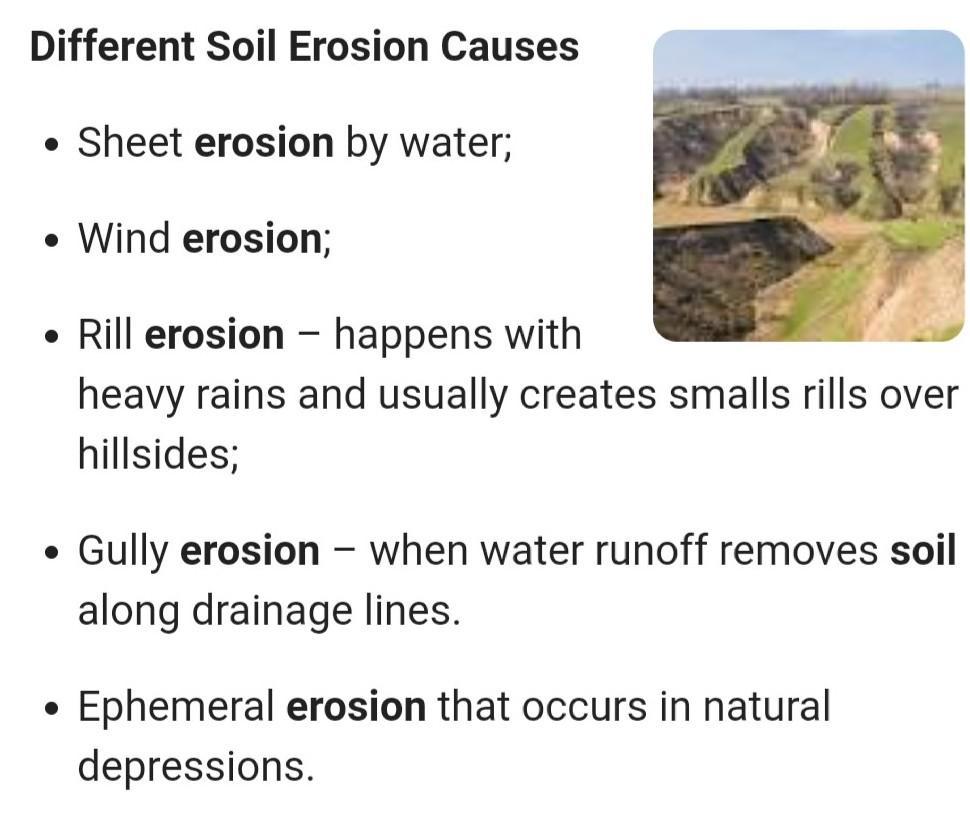 Different Soil Erosion Causes
• Sheet erosion by water;
• Wind erosion;
• Rill erosion – happens with
heavy rains and usually creates smalls rills over
hillsides;
• Gully erosion – when water runoff removes soil
along drainage lines.
• Ephemeral erosion that occurs in natural
depressions.